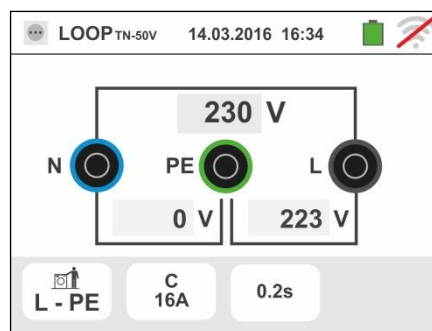 LOOP TN-50V 14.03.2016 16:34
230 V
N PE L
0 V 223 V
L - PE C 16A 0.2s